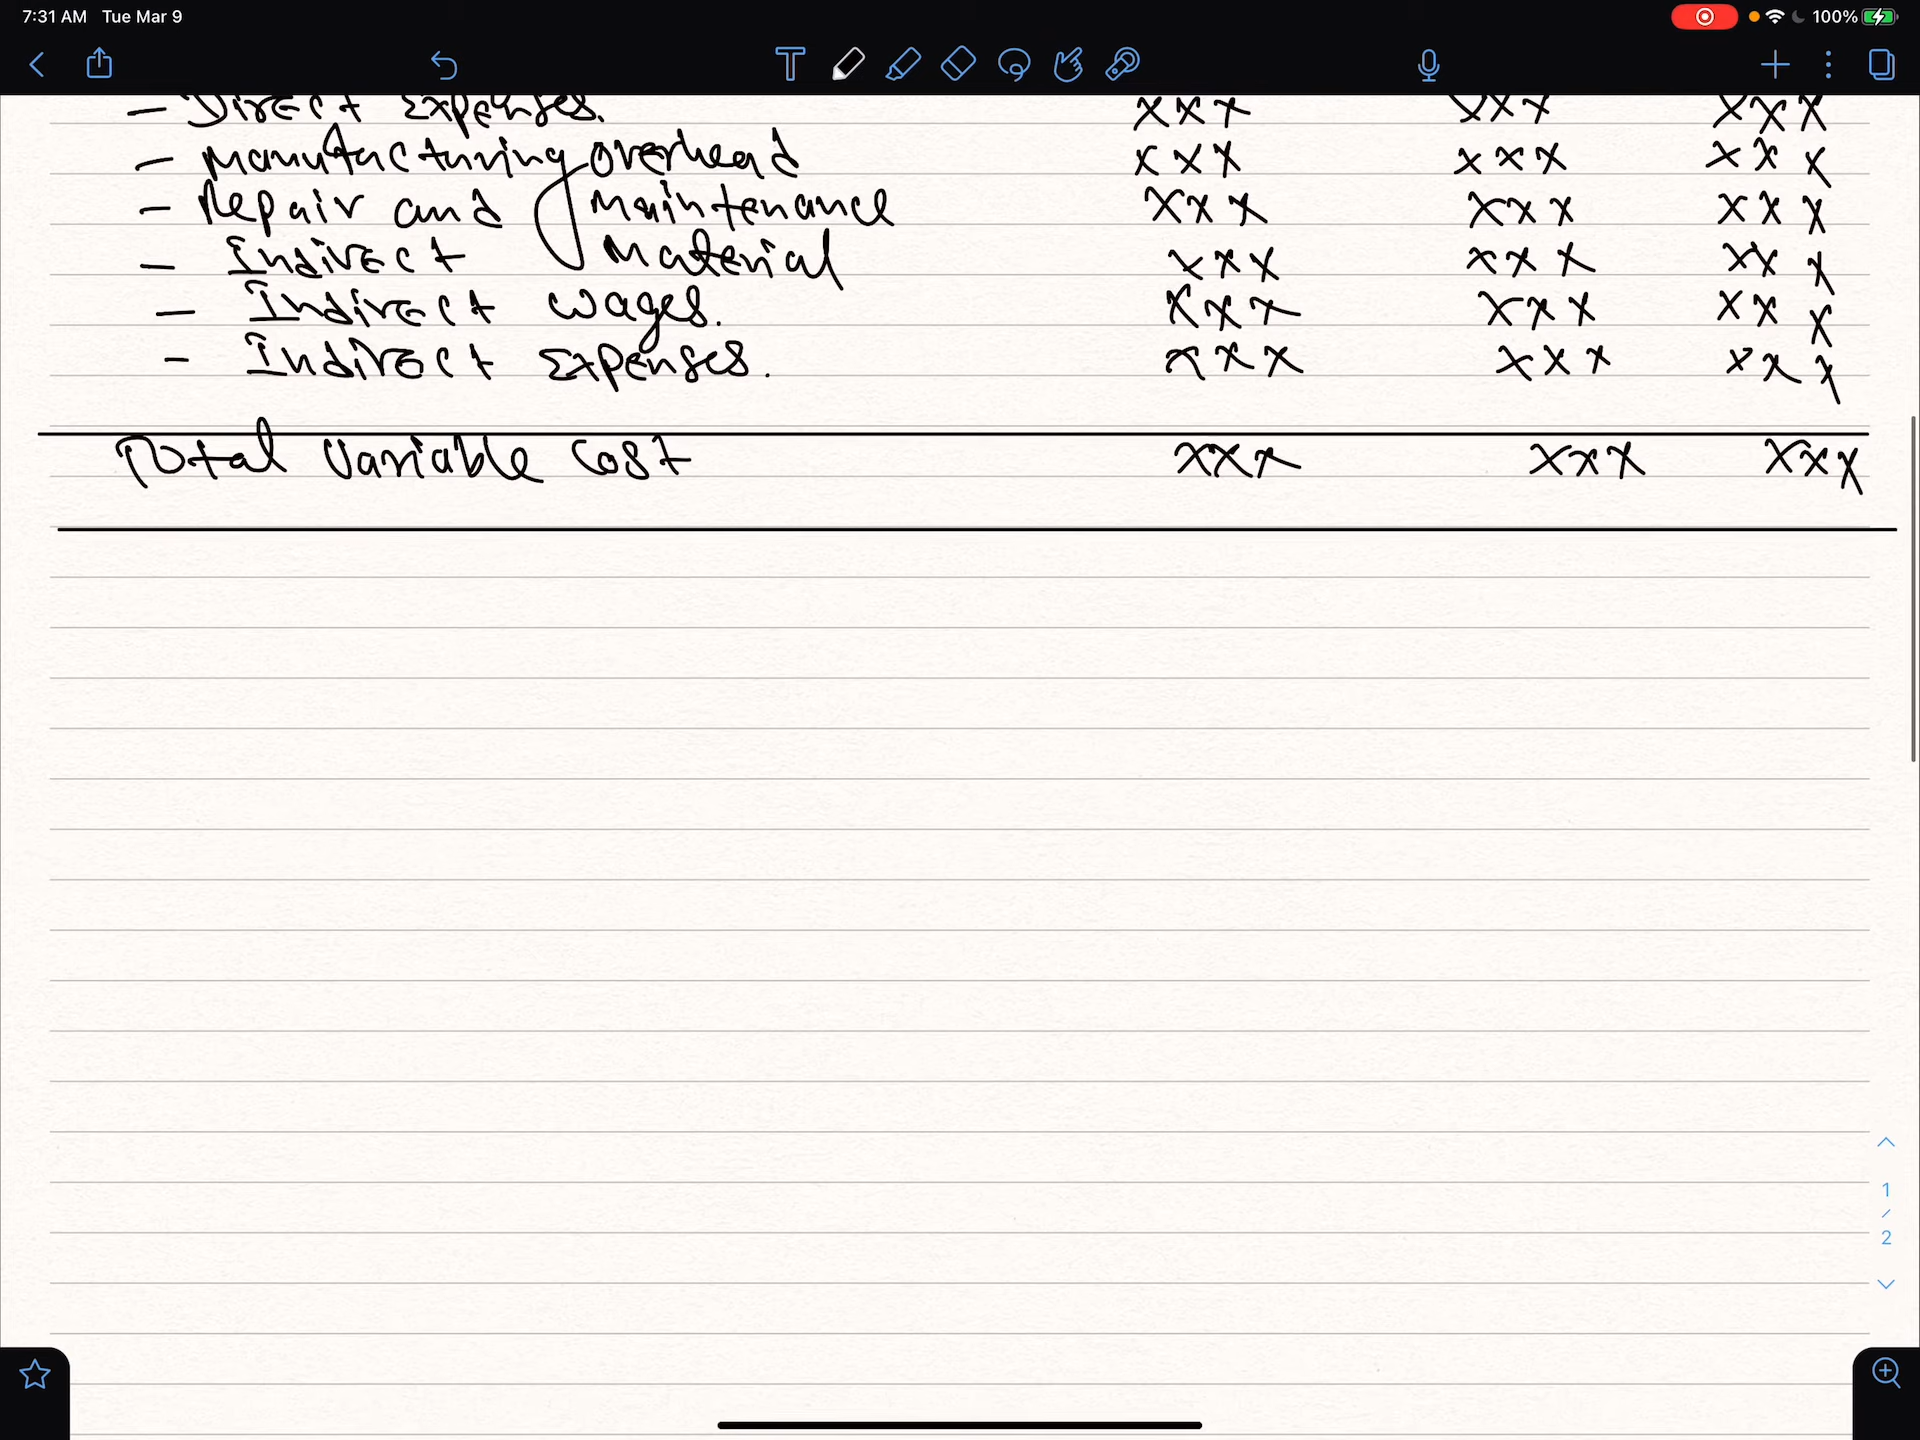 7:31 AM Tue Mar 9
100%
- Direct Expenses. xxx xxx xxx
- Manufacturing overhead xxx xxx xxx
- Repair and Maintenance xxx xxx xxx
- Indirect Material xxx xxx xxx
- Indirect wages. xxx xxx xxx
- Indirect Expenses. xxx xxx xxx
Total Variable Cost xxx xxx xxx
1
/
2